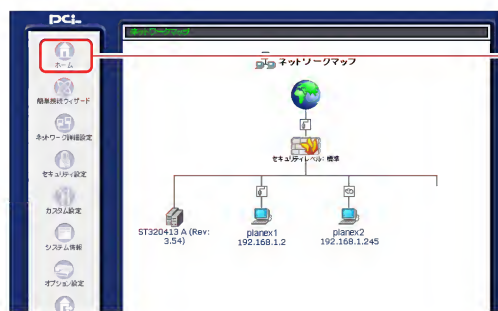 PCi
ネットワークマップ
ホーム
ネットワークマップ
簡単接続ウィザード
ネットワーク詳細設定
セキュリティレベル: 標準
セキュリティ設定
カスタム設定
ST320413 A (Rev:
3.54)
planex1
192.168.1.2
planex2
192.168.1.245
システム情報
オプション設定